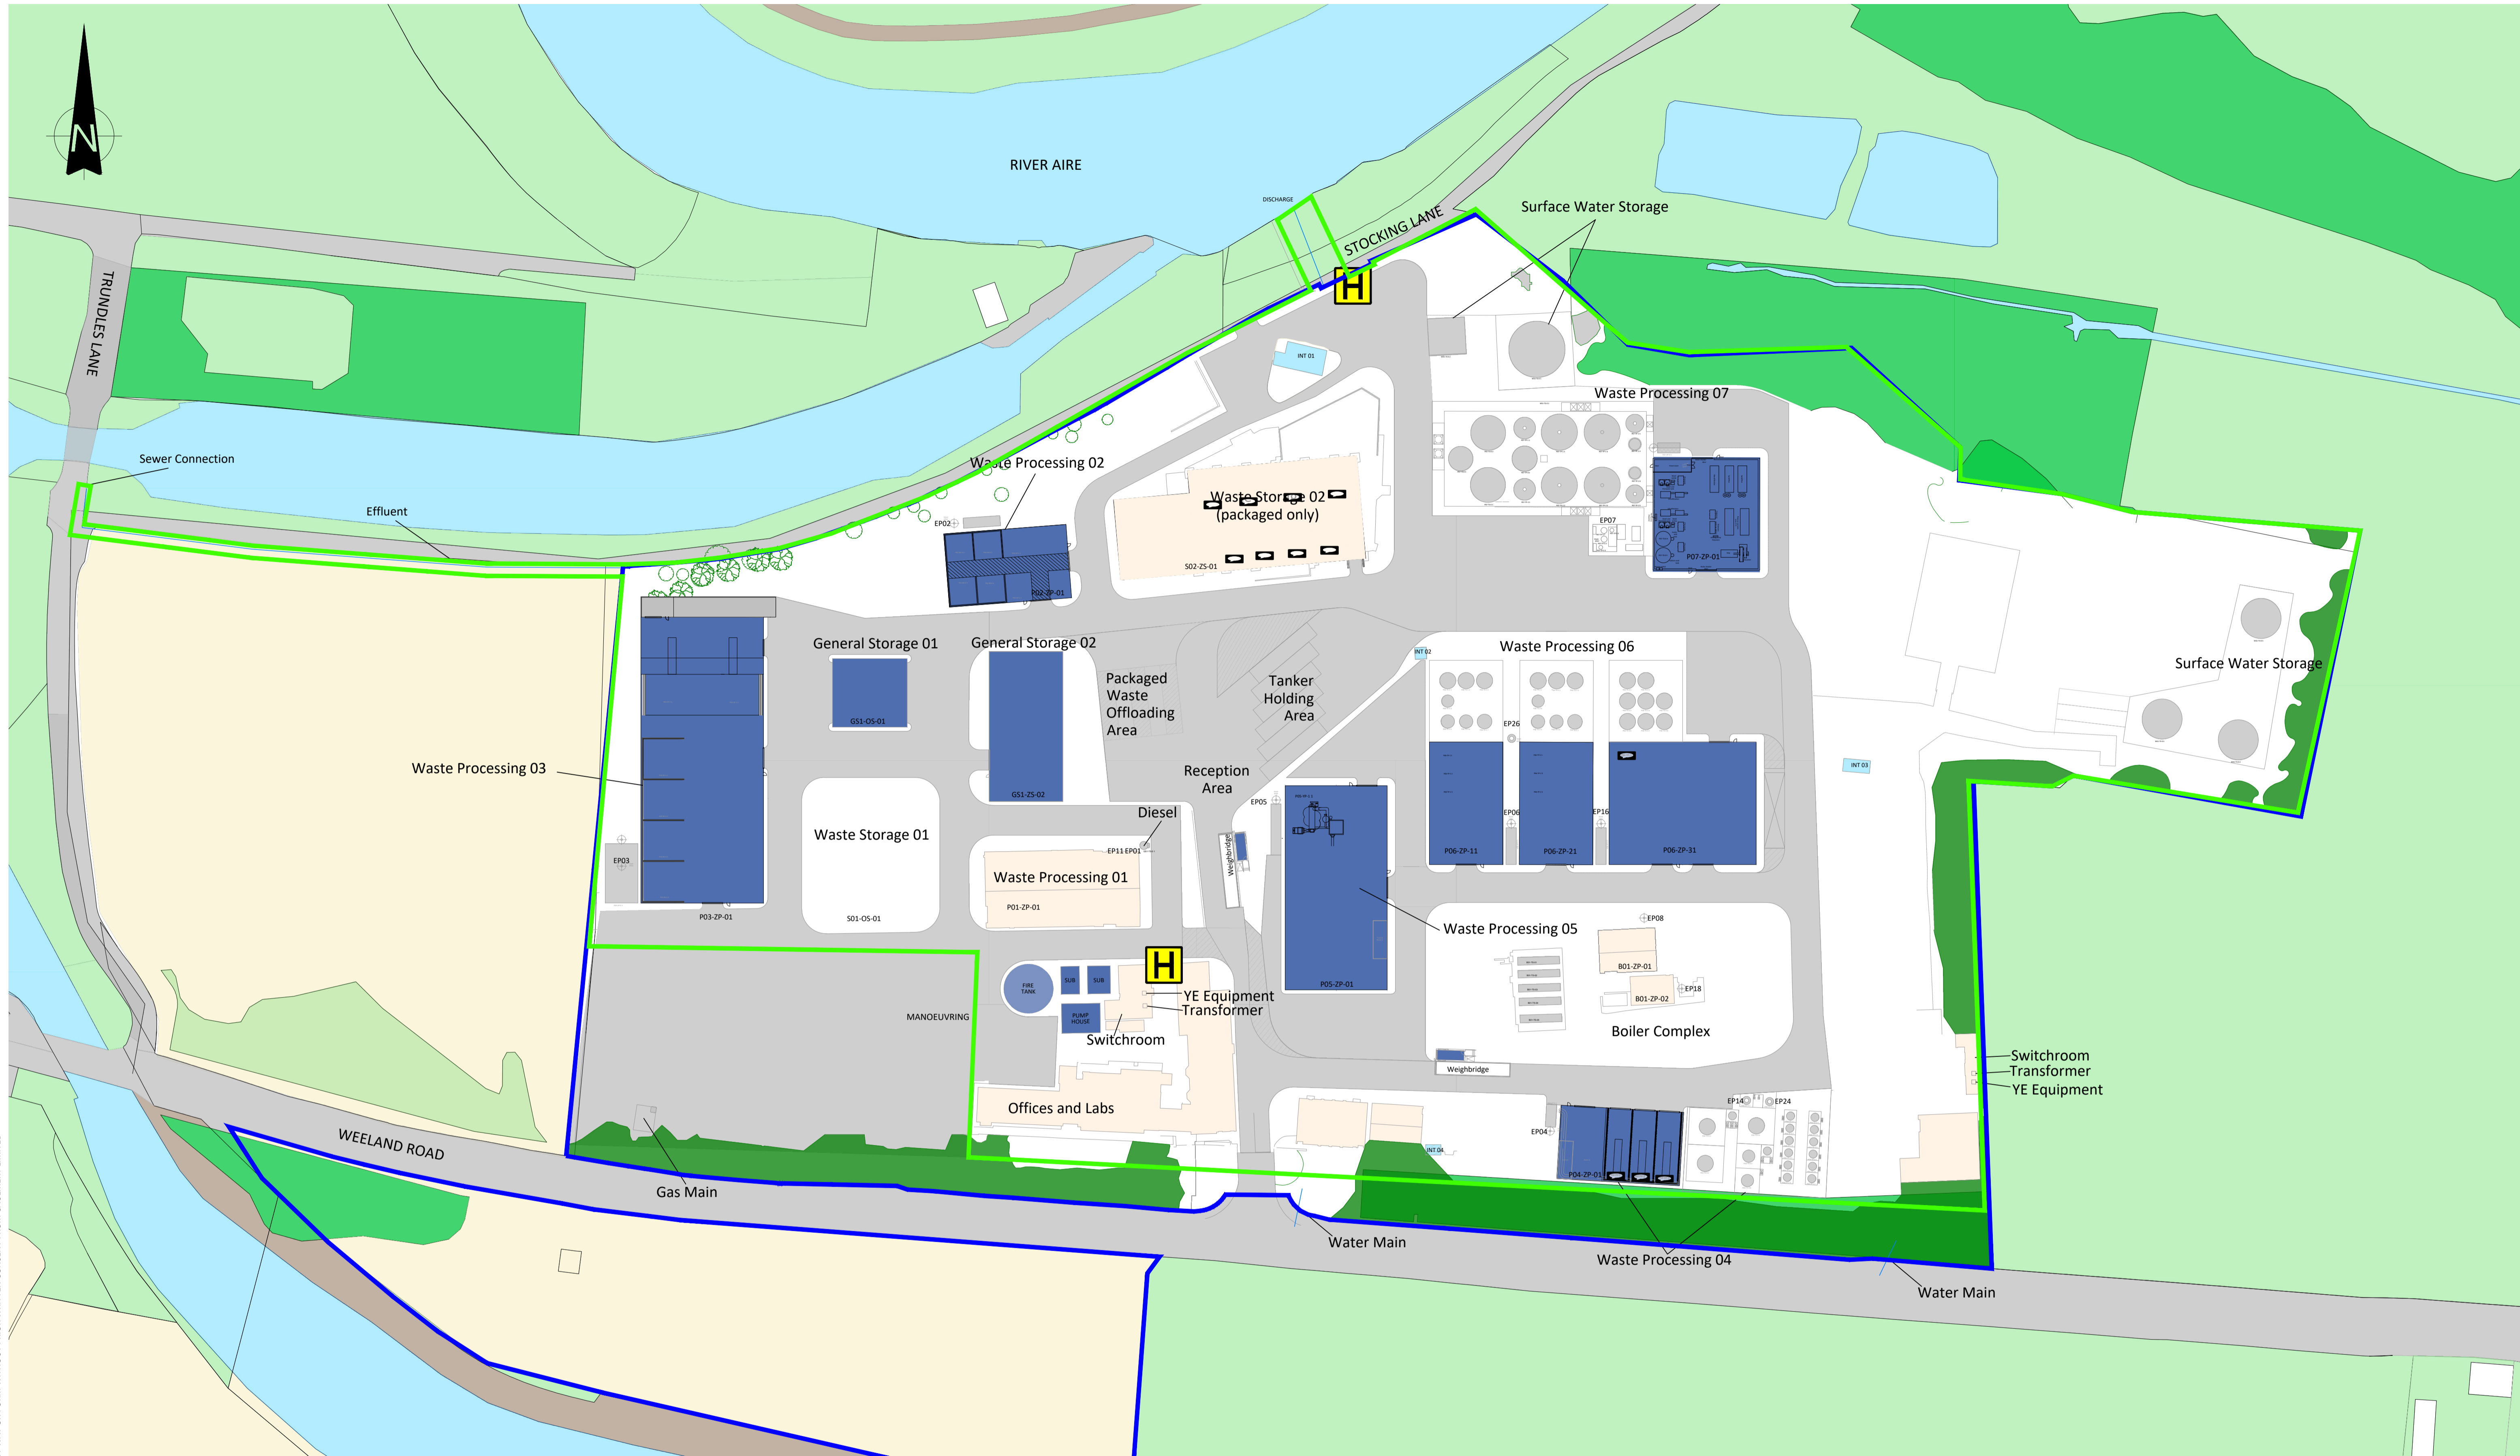 N
RIVER AIRE
DISCHARGE
STOCKING LANE
Surface Water Storage
H
TRUNDLES LANE
INT 01
Waste Processing 07
Sewer Connection
Waste Processing 02
Effluent
EP02
Waste Storage 02
(packaged only)
S02-ZS-01
P02-ZP-01
EP07
P07-ZP-01
General Storage 01
General Storage 02
INT 02
Waste Processing 06
Surface Water Storage
Packaged
Waste
Offloading
Area
Tanker
Holding
Area
GS1-OS-01
EP26
Waste Processing 03
Reception
Area
INT 03
GS1-ZS-02
EP05
Diesel
EP06
EP16
Waste Storage 01
EP11
EP01
Weighbridge
P06-ZP-11
P06-ZP-21
P06-ZP-31
EP03
Waste Processing 01
P01-ZP-01
P03-ZP-01
S01-OS-01
EP08
Waste Processing 05
H
B01-ZP-01
FIRE
TANK
SUB
SUB
P05-ZP-01
EP18
B01-ZP-02
YE Equipment
Transformer
MANOEUVRING
PUMP
HOUSE
Switchroom
Boiler Complex
Switchroom
Transformer
YE Equipment
Weighbridge
Offices and Labs
EP14
EP24
EP04
WEELAND ROAD
INT 04
P04-ZP-01
Gas Main
Water Main
Waste Processing 04
Water Main